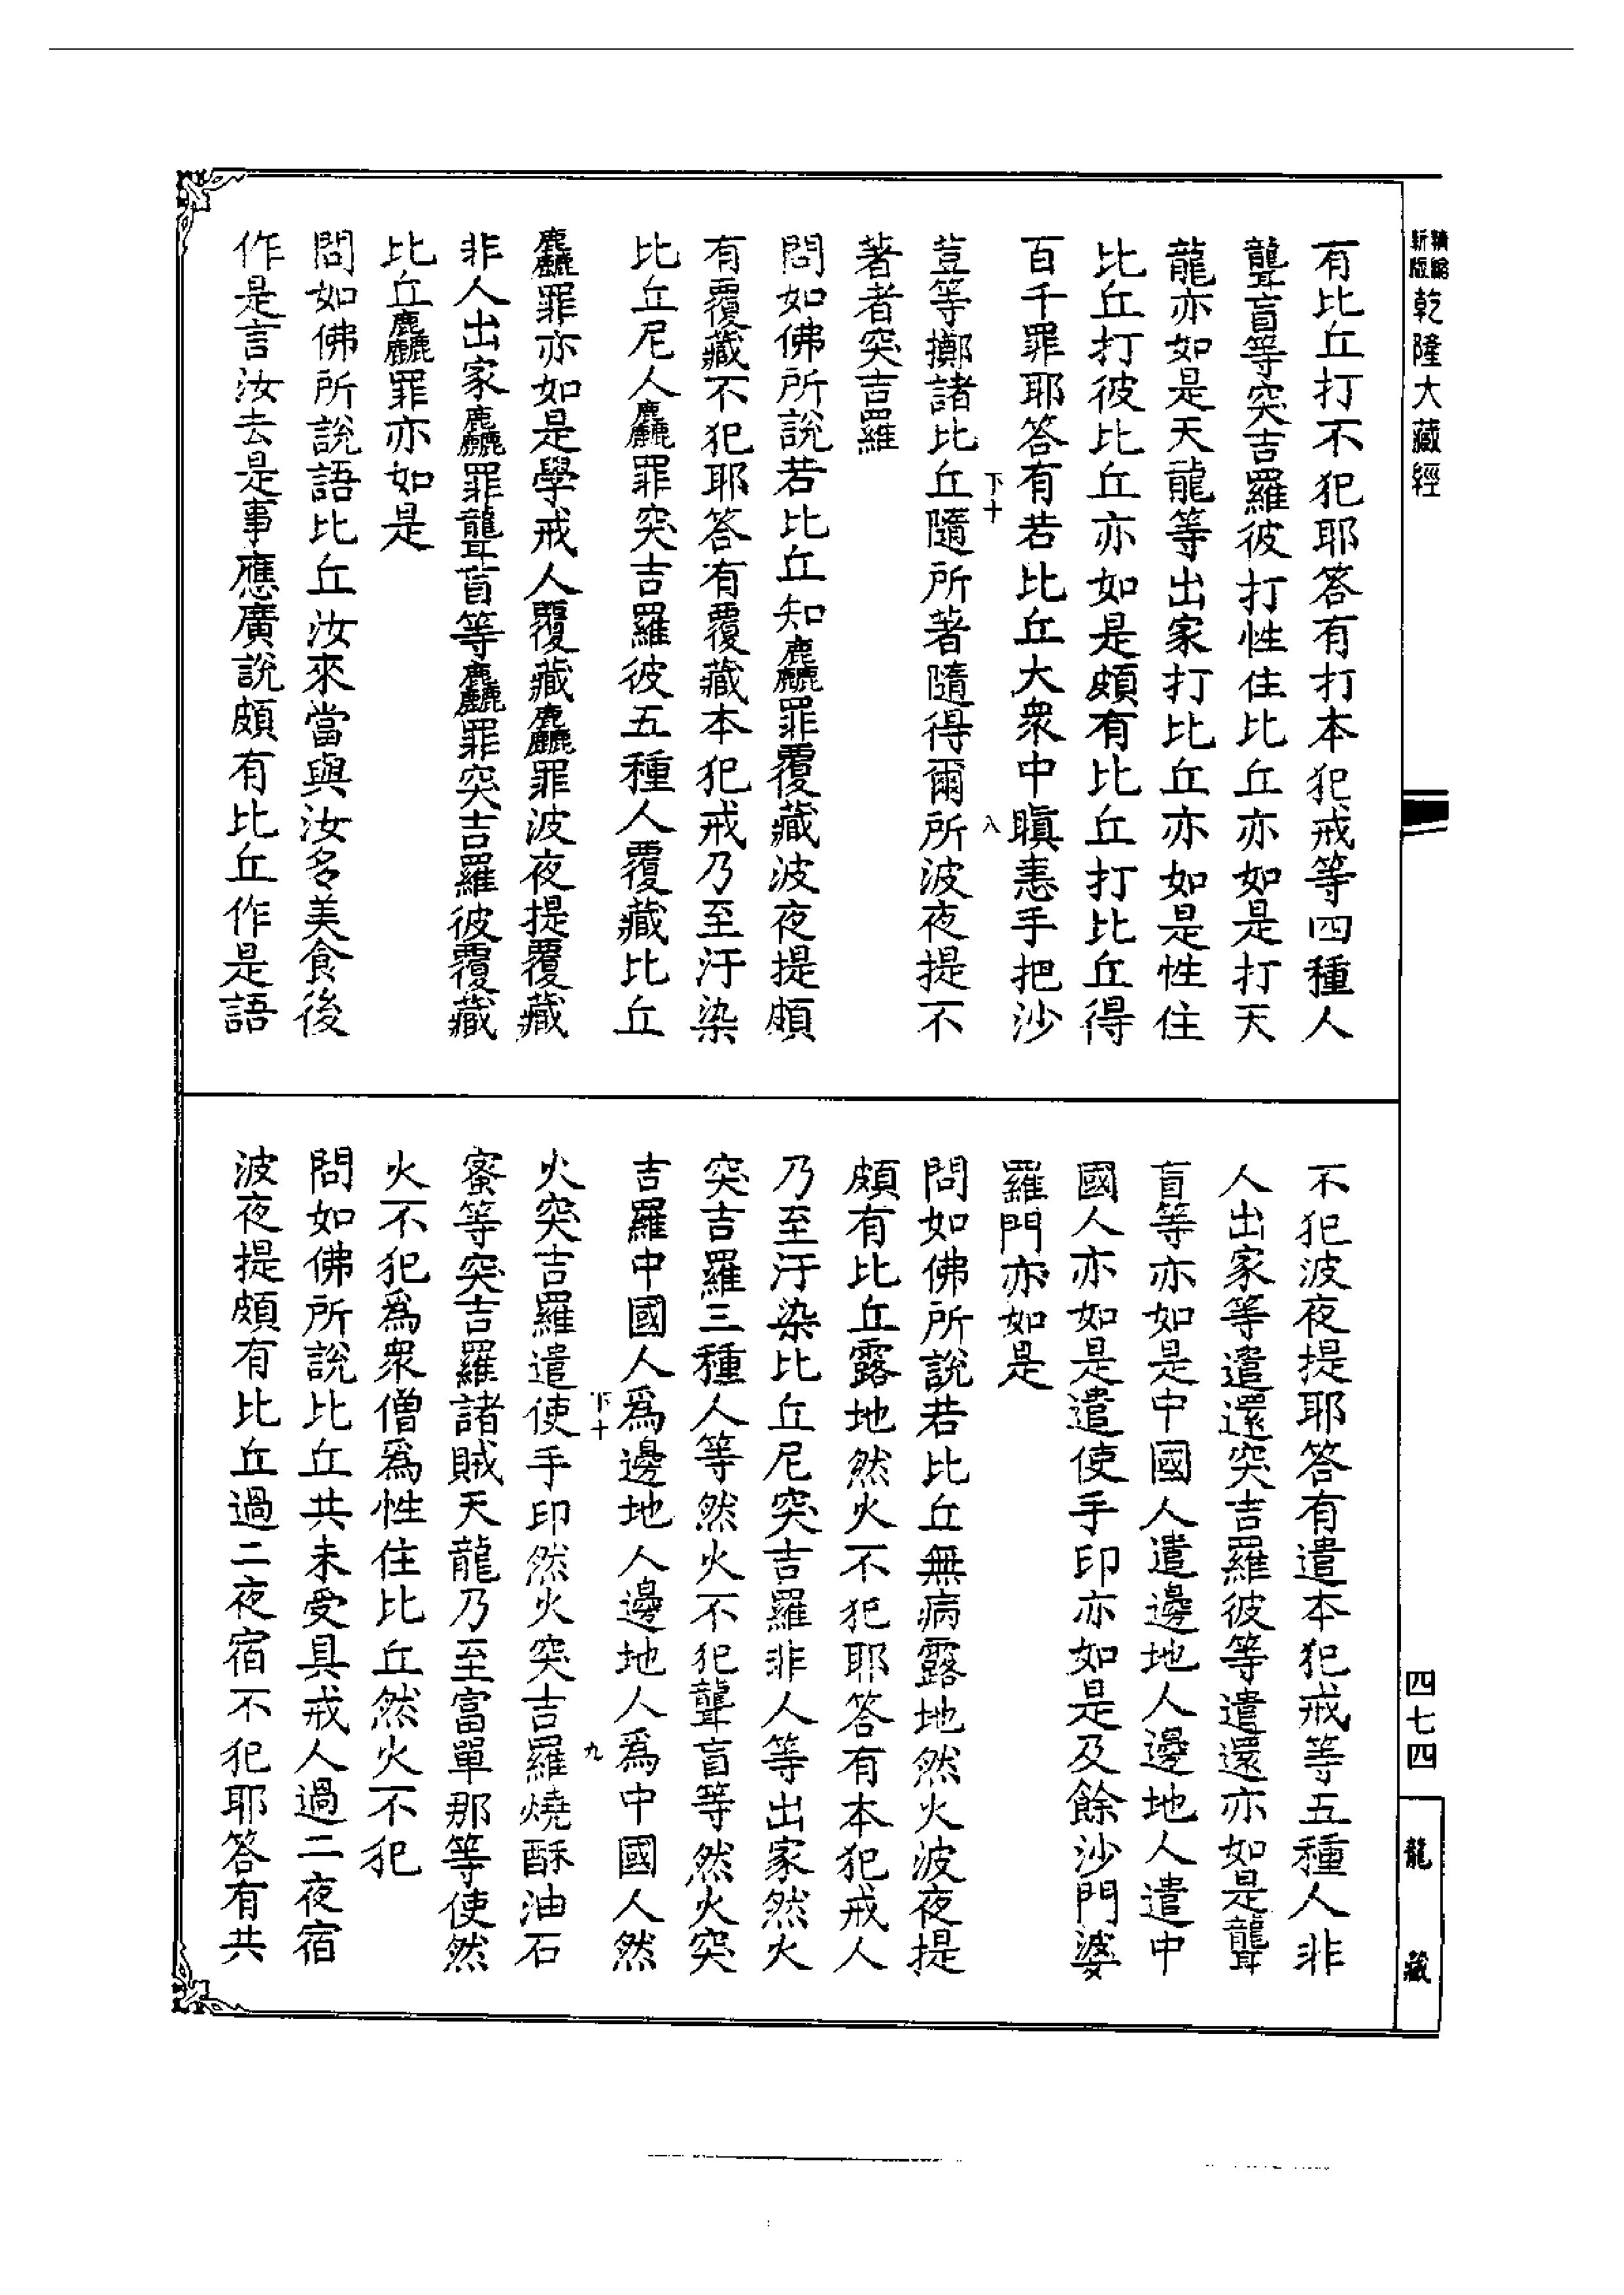 精縮新版乾隆大藏經
四七四
龍藏
有比丘打不犯耶答有打本犯戒等四種人
聾盲等突吉羅彼打性住比丘亦如是打天
龍亦如是天龍等出家打比丘亦如是性住
比丘打彼比丘亦如是頗有比丘打比丘得
百千罪耶答有若比丘大衆中瞋恚手把沙
下十
八
荳等擲諸比丘隨所著隨得爾所波夜提不
著者突吉羅
問如佛所說若比丘知麤罪覆藏波夜提頗
有覆藏不犯耶答有覆藏本犯戒乃至汙染
比丘尼人麤罪突吉羅彼五種人覆藏比丘
麤罪亦如是學戒人覆藏麤罪波夜提覆藏
非人出家麤罪聾盲等麤罪突吉羅彼覆藏
比丘麤罪亦如是
問如佛所說語比丘汝來當與汝多美食後
作是言汝去是事應廣說頗有比丘作是語
不犯波夜提耶答有遣本犯戒等五種人非
人出家等遣還突吉羅彼等遣還亦如是聾
盲等亦如是中國人遣邊地人邊地人遣中
國人亦如是遣使手印亦如是及餘沙門婆
羅門亦如是
問如佛所說若比丘無病露地然火波夜提
頗有比丘露地然火不犯耶答有本犯戒人
乃至汙染比丘尼突吉羅非人等出家然火
突吉羅三種人等然火不犯聾盲等然火突
吉羅中國人爲邊地人邊地人爲中國人然
下十
九
火突吉羅遣使手印然火突吉羅燒酥油石
蜜等突吉羅諸賊天龍乃至富單那等使然
火不犯爲衆僧爲性住比丘然火不犯
問如佛所說比丘共未受具戒人過二夜宿
波夜提頗有比丘過二夜宿不犯耶答有共